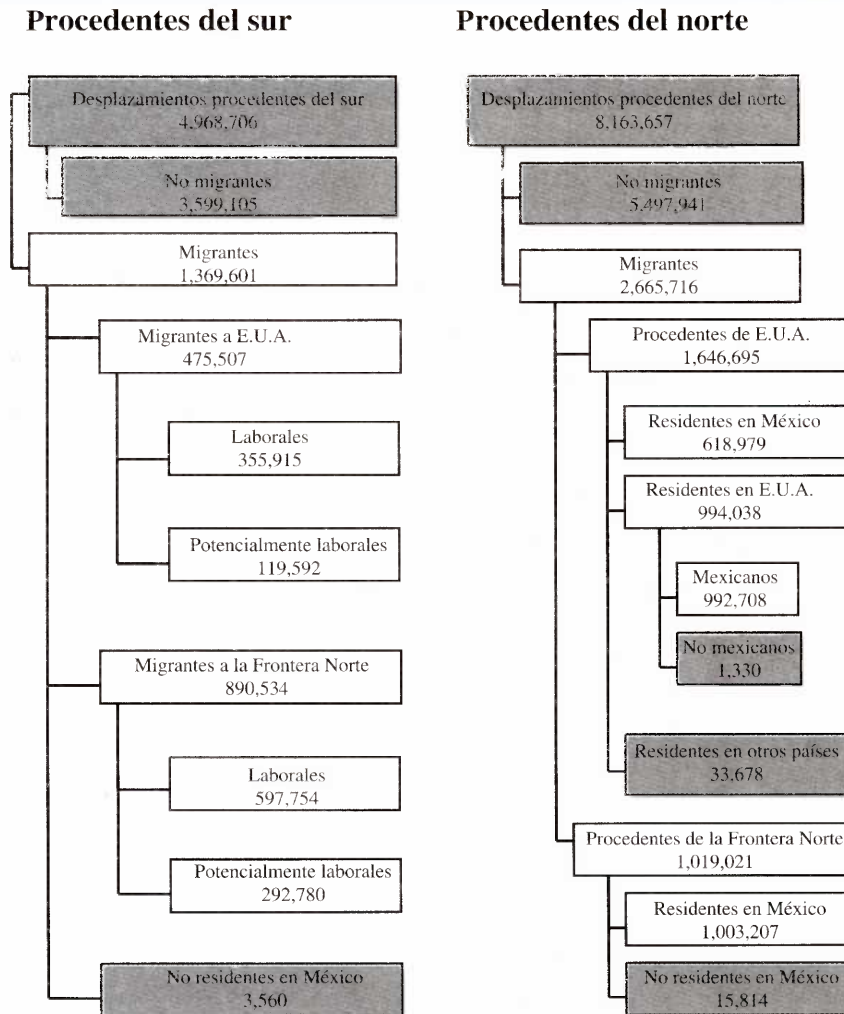 Procedentes del sur
Desplazamientos procedentes del sur
4,968,706
No migrantes
3,599,105
Migrantes
1,369,601
Migrantes a E.U.A.
475,507
Laborales
355,915
Potencialmente laborales
119,592
Migrantes a la Frontera Norte
890,534
Laborales
597,754
Potencialmente laborales
292,780
No residentes en México
3,560
Procedentes del norte
Desplazamientos procedentes del norte
8,163,657
No migrantes
5,497,941
Migrantes
2,665,716
Procedentes de E.U.A.
1,646,695
Residentes en México
618,979
Residentes en E.U.A.
994,038
Mexicanos
992,708
No mexicanos
1,330
Residentes en otros países
33,678
Procedentes de la Frontera Norte
1,019,021
Residentes en México
1,003,207
No residentes en México
15,814